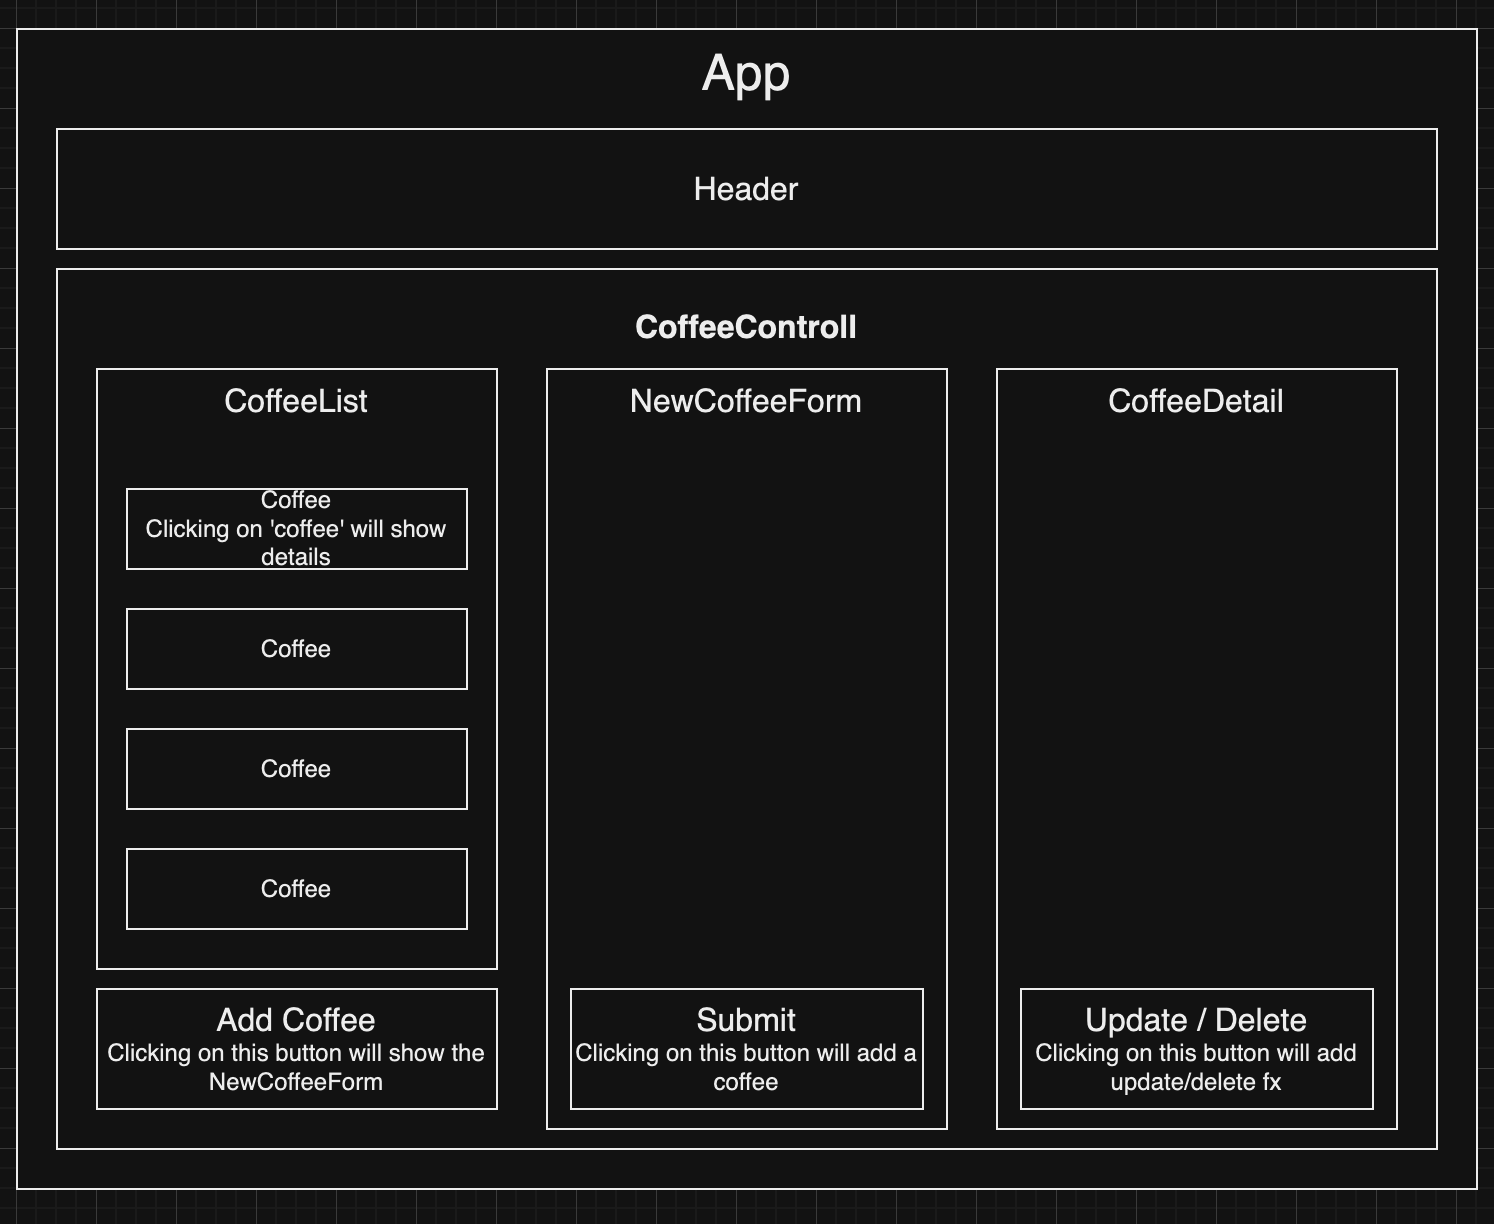 App
Header
CoffeeControll
CoffeeList
Coffee
Clicking on 'coffee' will show
details
Coffee
Coffee
Coffee
Add Coffee
Clicking on this button will show the
NewCoffeeForm
NewCoffeeForm
Submit
Clicking on this button will add a
coffee
CoffeeDetail
Update / Delete
Clicking on this button will add
update/delete fx